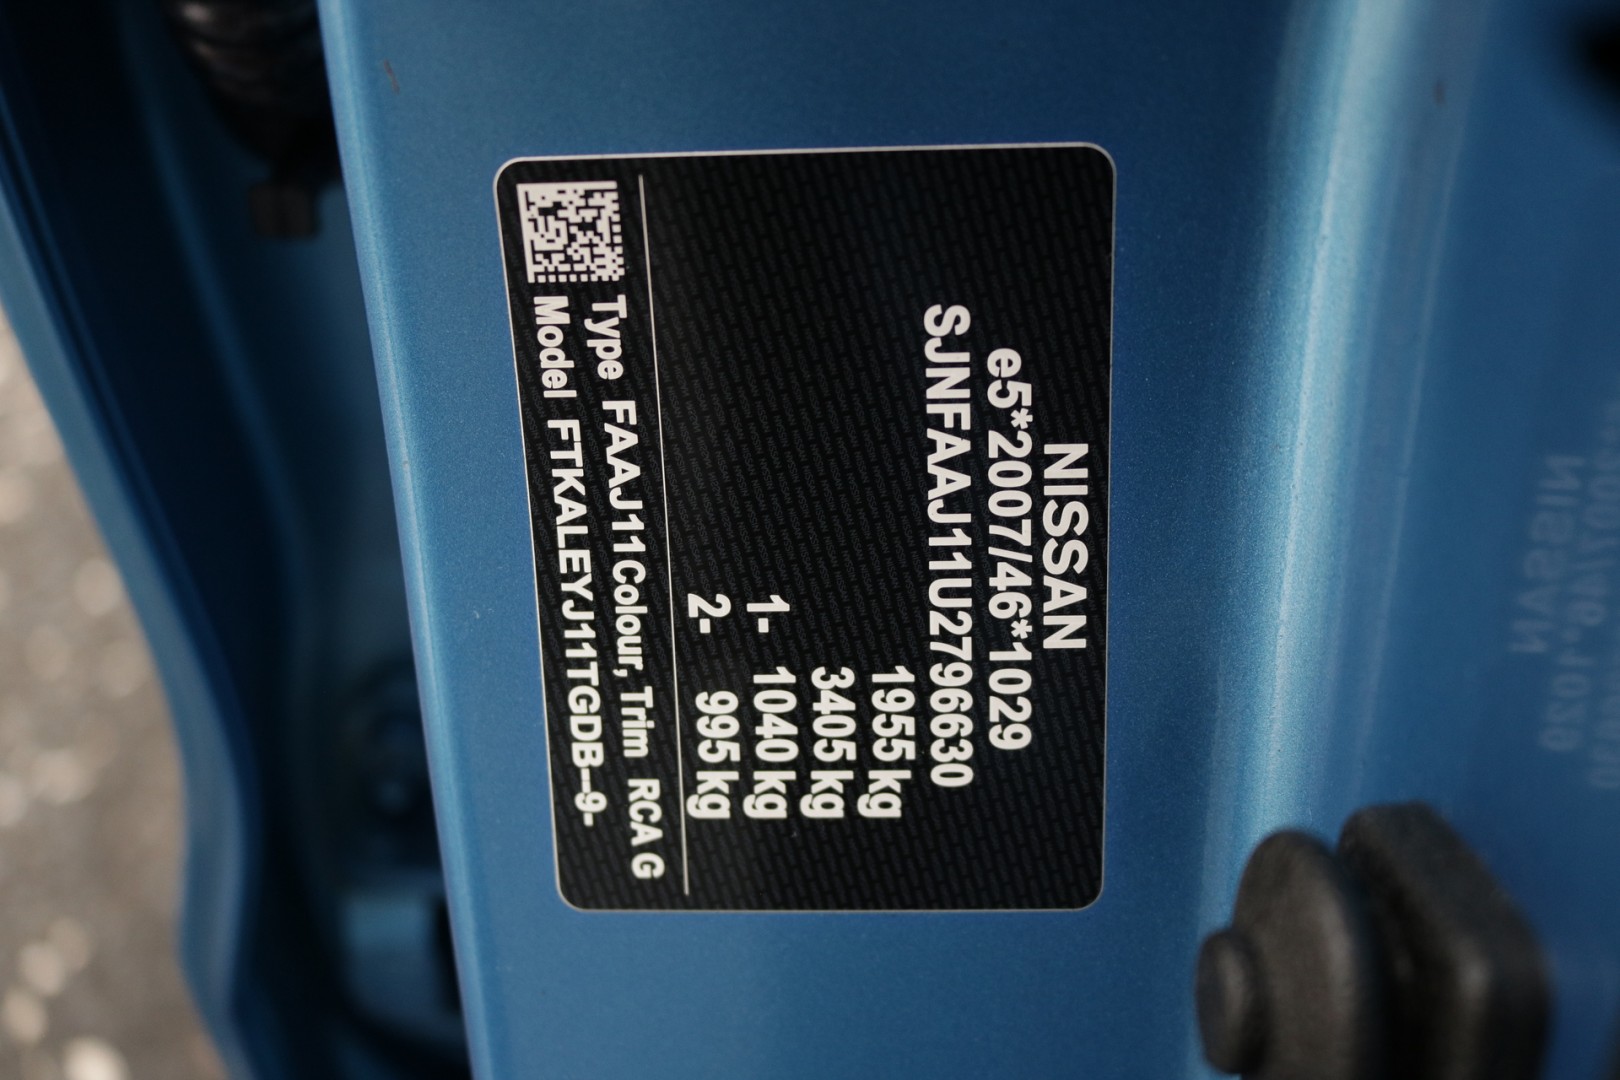 NISSAN
e5*2007/46*1029
SJNFAAJ11U2796630
1955 kg
3405 kg
1- 1040 kg
2- 995 kg
Type FAAJ11Colour, Trim RCA G
Model FTKALEYJ11TGDB--9-